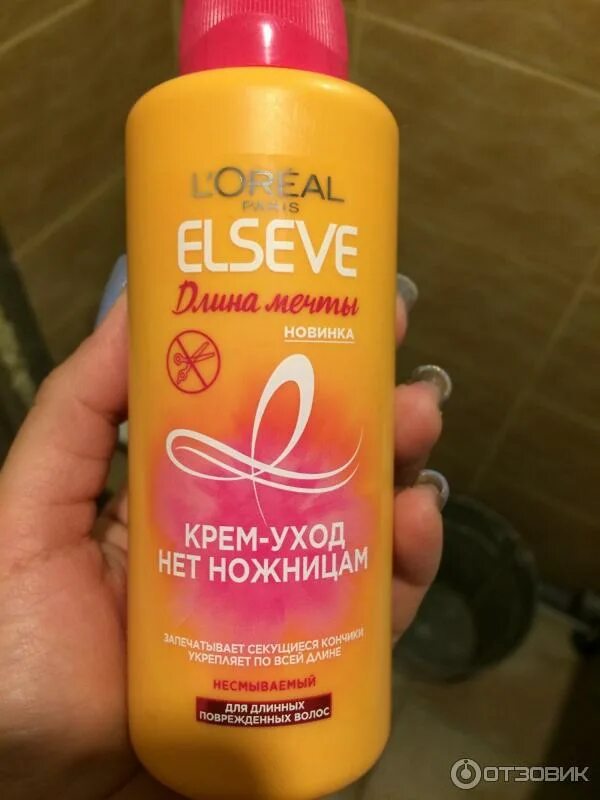 L'ORÉAL
PARIS
ELSEVE
Длина мечты
НОВИНКА
КРЕМ-УХОД
НЕТ НОЖНИЦАМ
ЗАПЕЧАТЫВАЕТ СЕКУЩИЕСЯ КОНЧИКИ
УКРЕПЛЯЕТ ПО ВСЕЙ ДЛИНЕ
НЕСМЫВАЕМЫЙ
ДЛЯ ДЛИННЫХ
ПОВРЕЖДЕННЫХ ВОЛОС
ОТЗОВИК